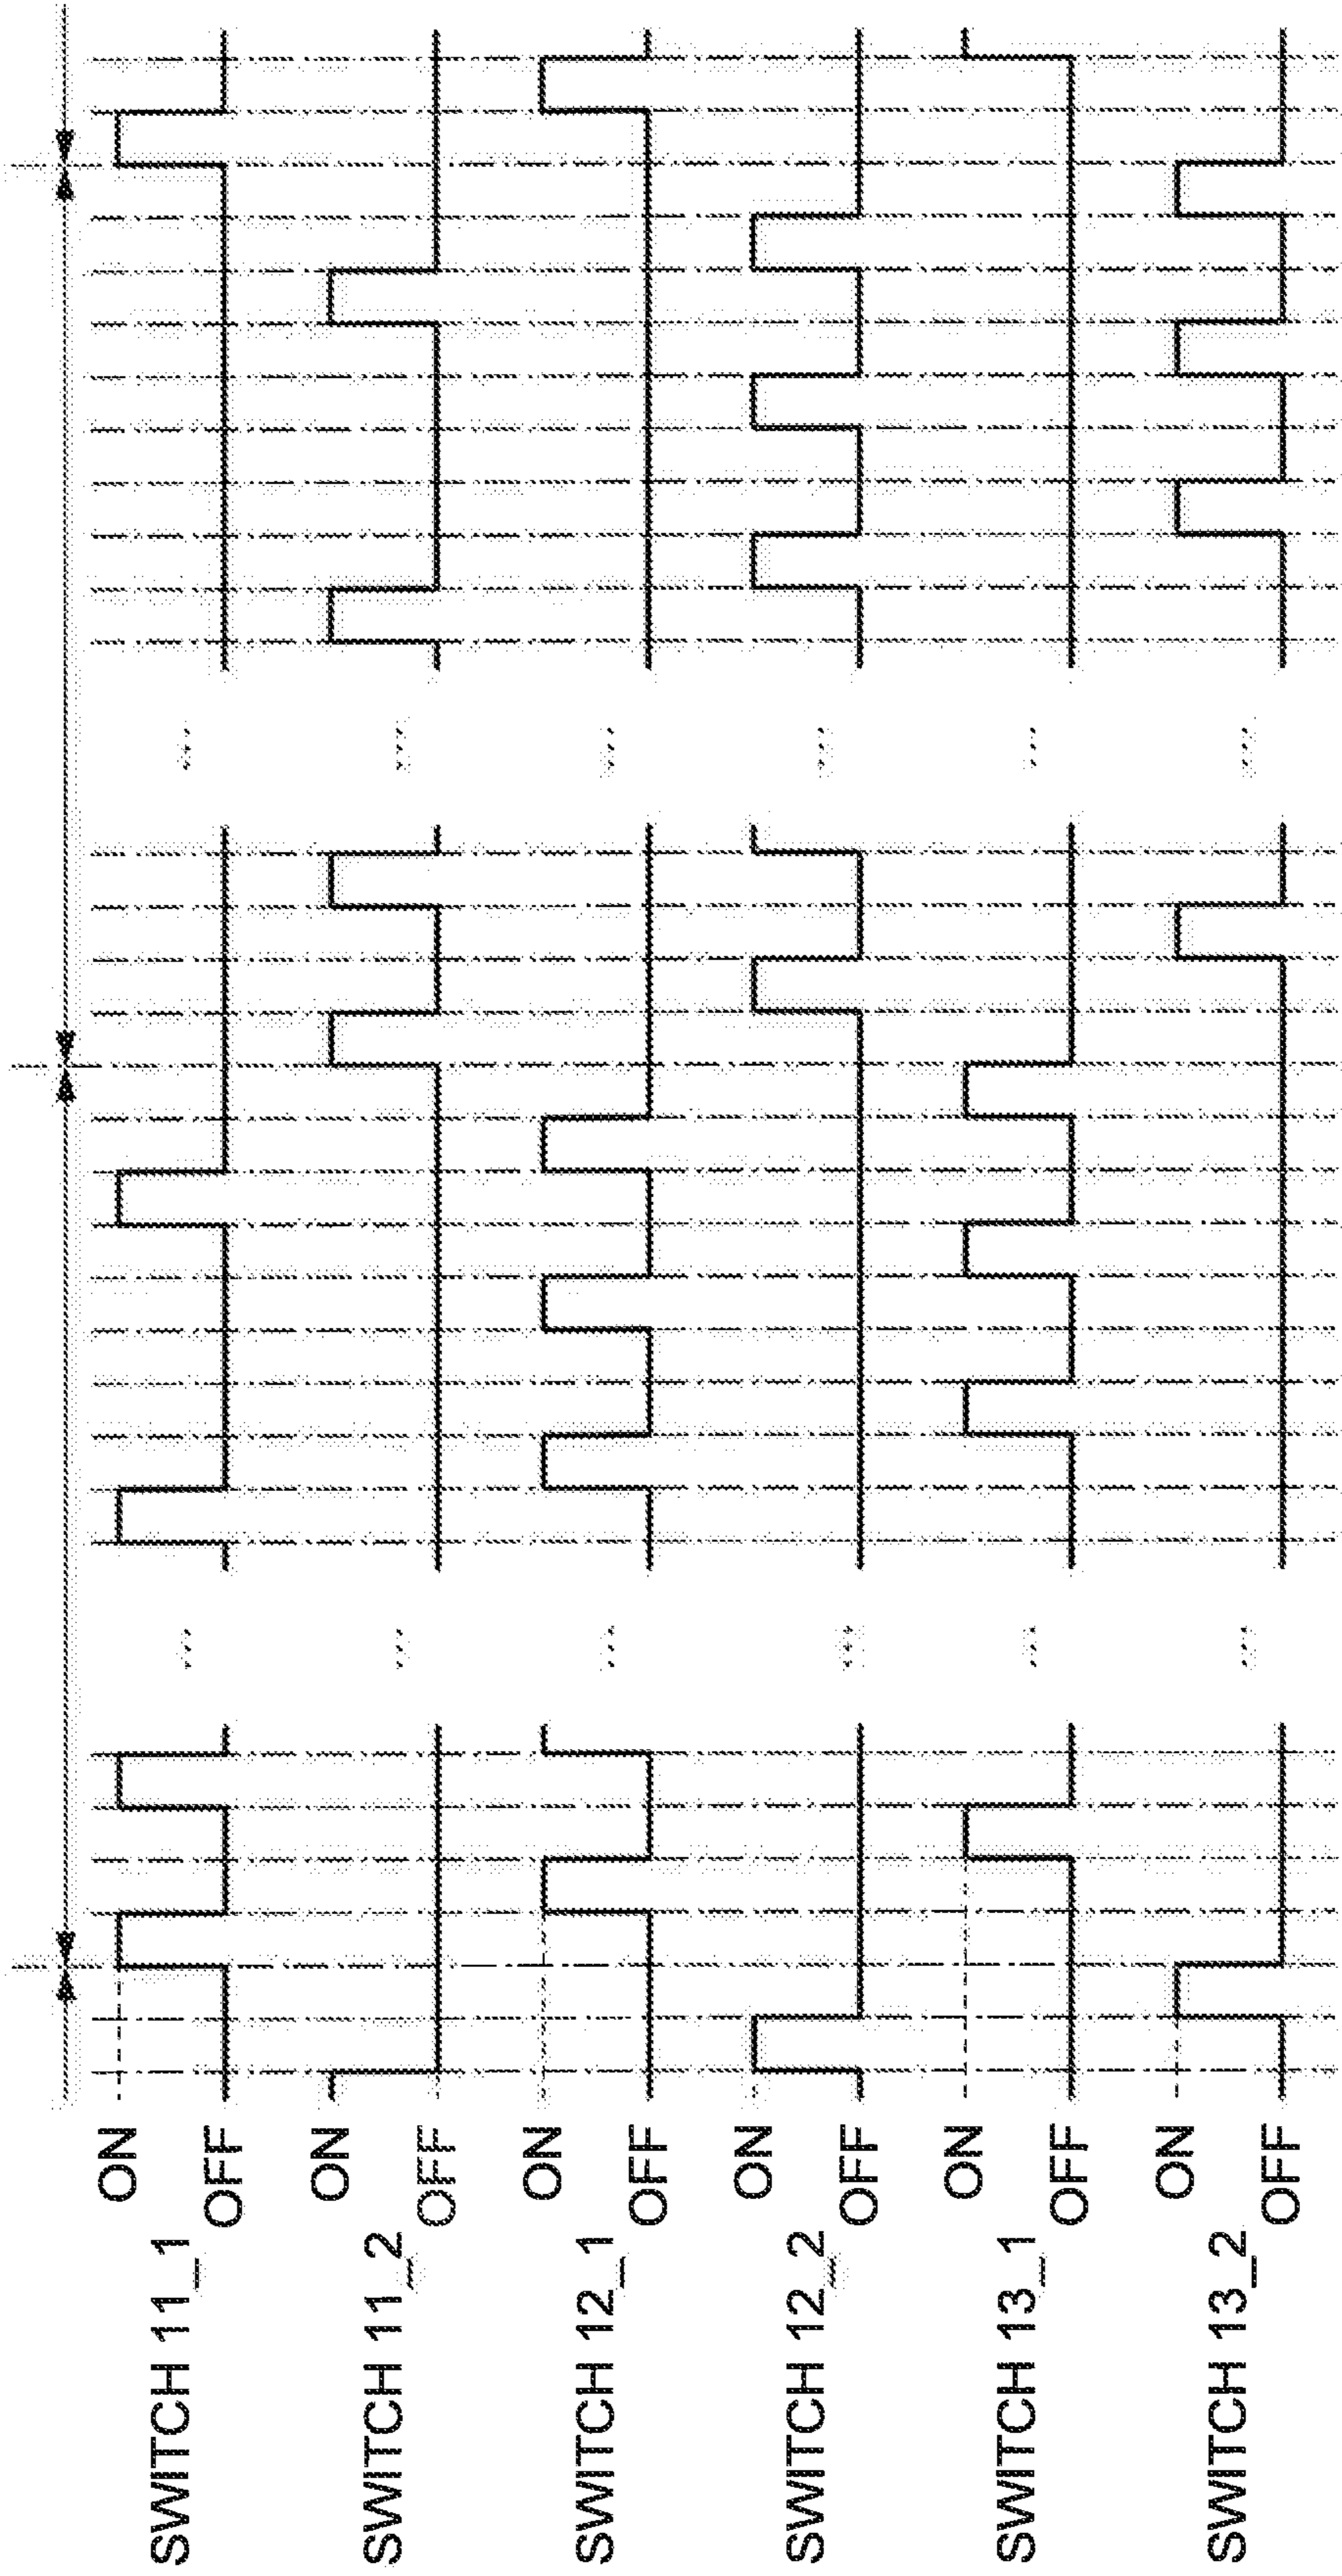 SWITCH 11_1
ON
OFF
SWITCH 11_2
ON
OFF
SWITCH 12_1
ON
OFF
SWITCH 12_2
ON
OFF
SWITCH 13_1
ON
OFF
SWITCH 13_2
ON
OFF